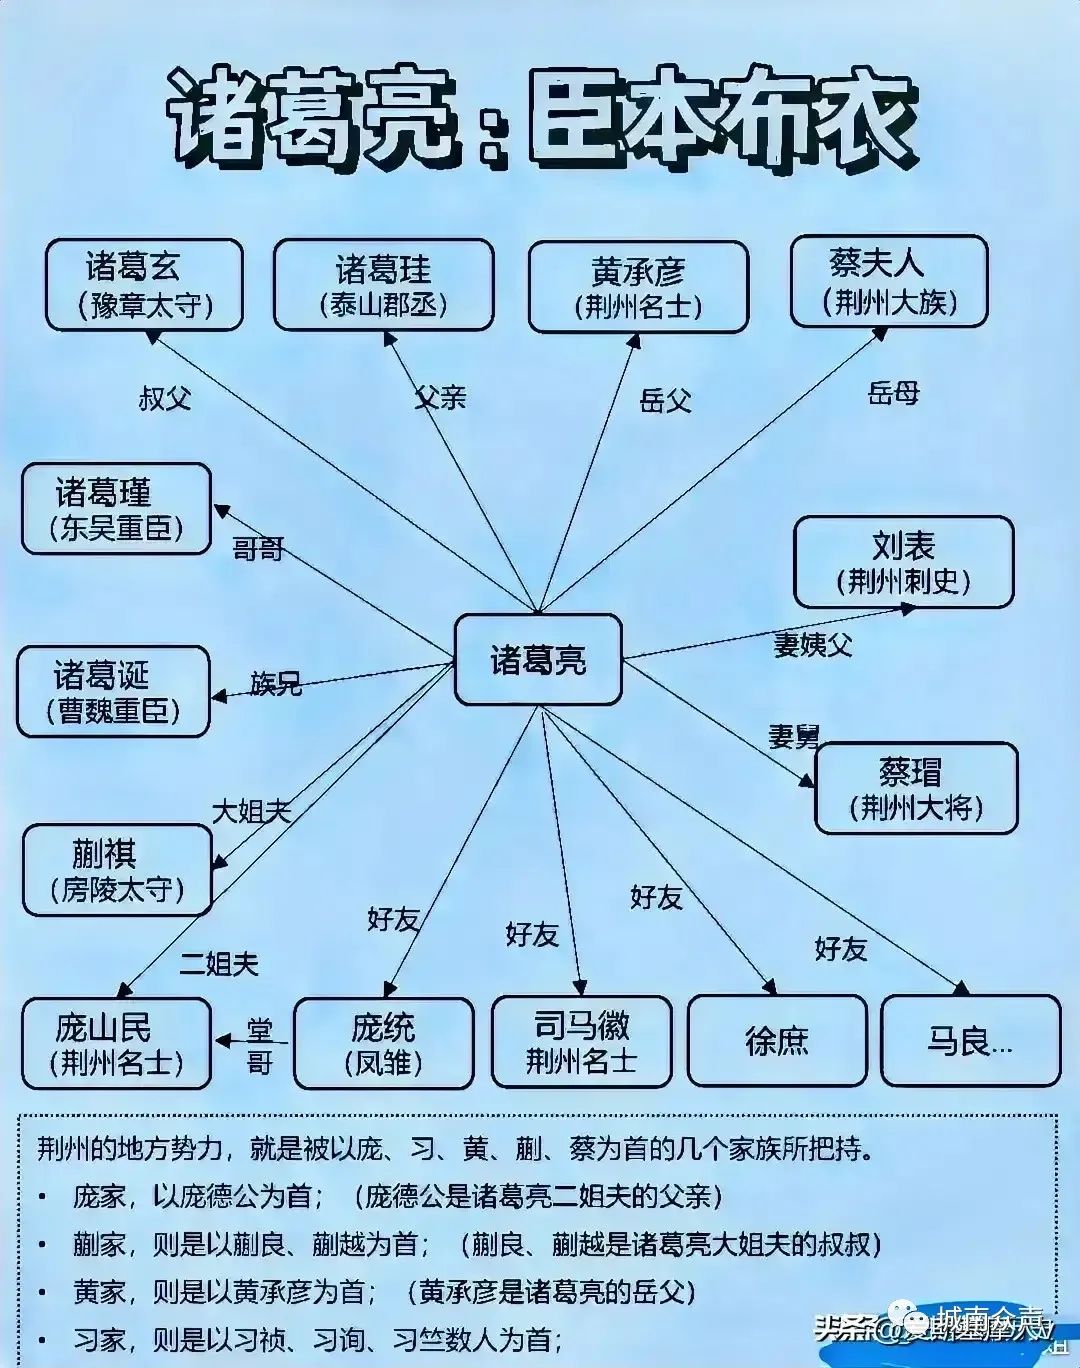 诸葛亮:臣本布衣
诸葛玄
(豫章太守)
诸葛珪
(泰山郡丞)
黄承彦
(荆州名士)
蔡夫人
(荆州大族)
叔父
父亲
岳父
岳母
诸葛瑾
(东吴重臣)
哥哥
刘表
(荆州刺史)
妻姨父
诸葛亮
诸葛诞
(曹魏重臣)
族兄
妻舅
蔡瑁
(荆州大将)
大姐夫
蒯祺
(房陵太守)
二姐夫
好友
好友
好友
好友
庞山民
(荆州名士)
堂
哥
庞统
(凤雏)
司马徽
荆州名士
徐庶
马良...
荆州的地方势力，就是被以庞、习、黄、蒯、蔡为首的几个家族所把持。
• 庞家，以庞德公为首；（庞德公是诸葛亮二姐夫的父亲）
• 蒯家，则是以蒯良、蒯越为首；（蒯良、蒯越是诸葛亮大姐夫的叔叔）
• 黄家，则是以黄承彦为首；（黄承彦是诸葛亮的岳父）
• 习家，则是以习祯、习询、习竺数人为首；
头条@
城南众声